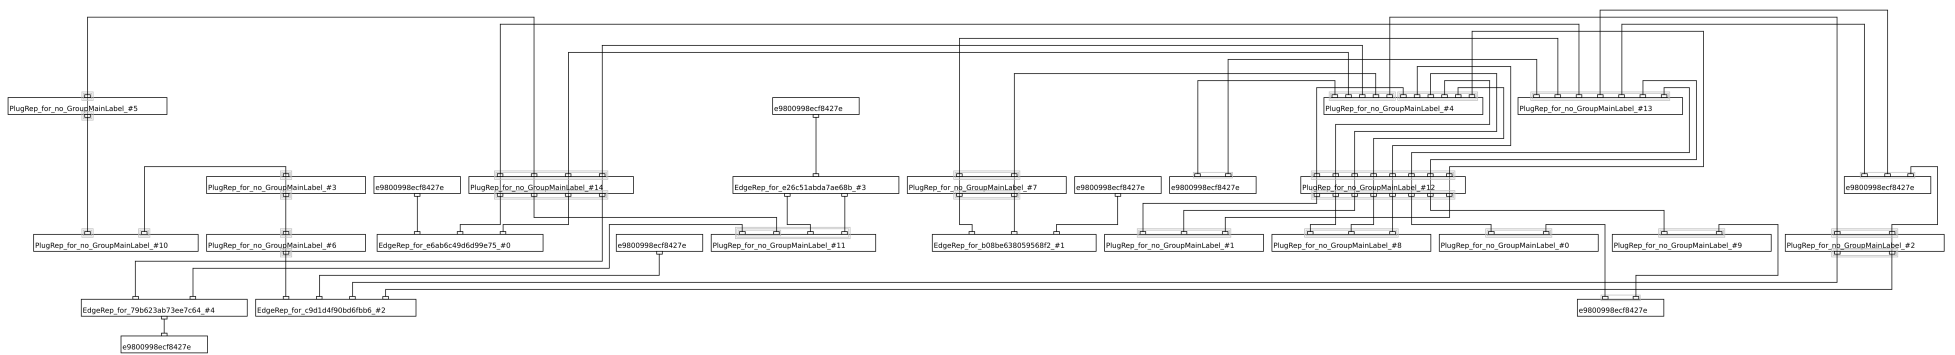 PlugRep_for_no_GroupMainLabel_#5
e9800998ecf8427e
PlugRep_for_no_GroupMainLabel_#4
PlugRep_for_no_GroupMainLabel_#13
PlugRep_for_no_GroupMainLabel_#3
e9800998ecf8427e
PlugRep_for_no_GroupMainLabel_#14
EdgeRep_for_e26c51abda7ae68b_#3
PlugRep_for_no_GroupMainLabel_#7
e9800998ecf8427e
e9800998ecf8427e
PlugRep_for_no_GroupMainLabel_#12
e9800998ecf8427e
PlugRep_for_no_GroupMainLabel_#10
PlugRep_for_no_GroupMainLabel_#6
EdgeRep_for_e6ab6c49d6d99e75_#0
e9800998ecf8427e
PlugRep_for_no_GroupMainLabel_#11
EdgeRep_for_b08be638059568f2_#1
PlugRep_for_no_GroupMainLabel_#1
PlugRep_for_no_GroupMainLabel_#8
PlugRep_for_no_GroupMainLabel_#0
PlugRep_for_no_GroupMainLabel_#9
PlugRep_for_no_GroupMainLabel_#2
EdgeRep_for_79b623ab73ee7c64_#4
EdgeRep_for_c9d1d4f90bd6fbb6_#2
e9800998ecf8427e
e9800998ecf8427e